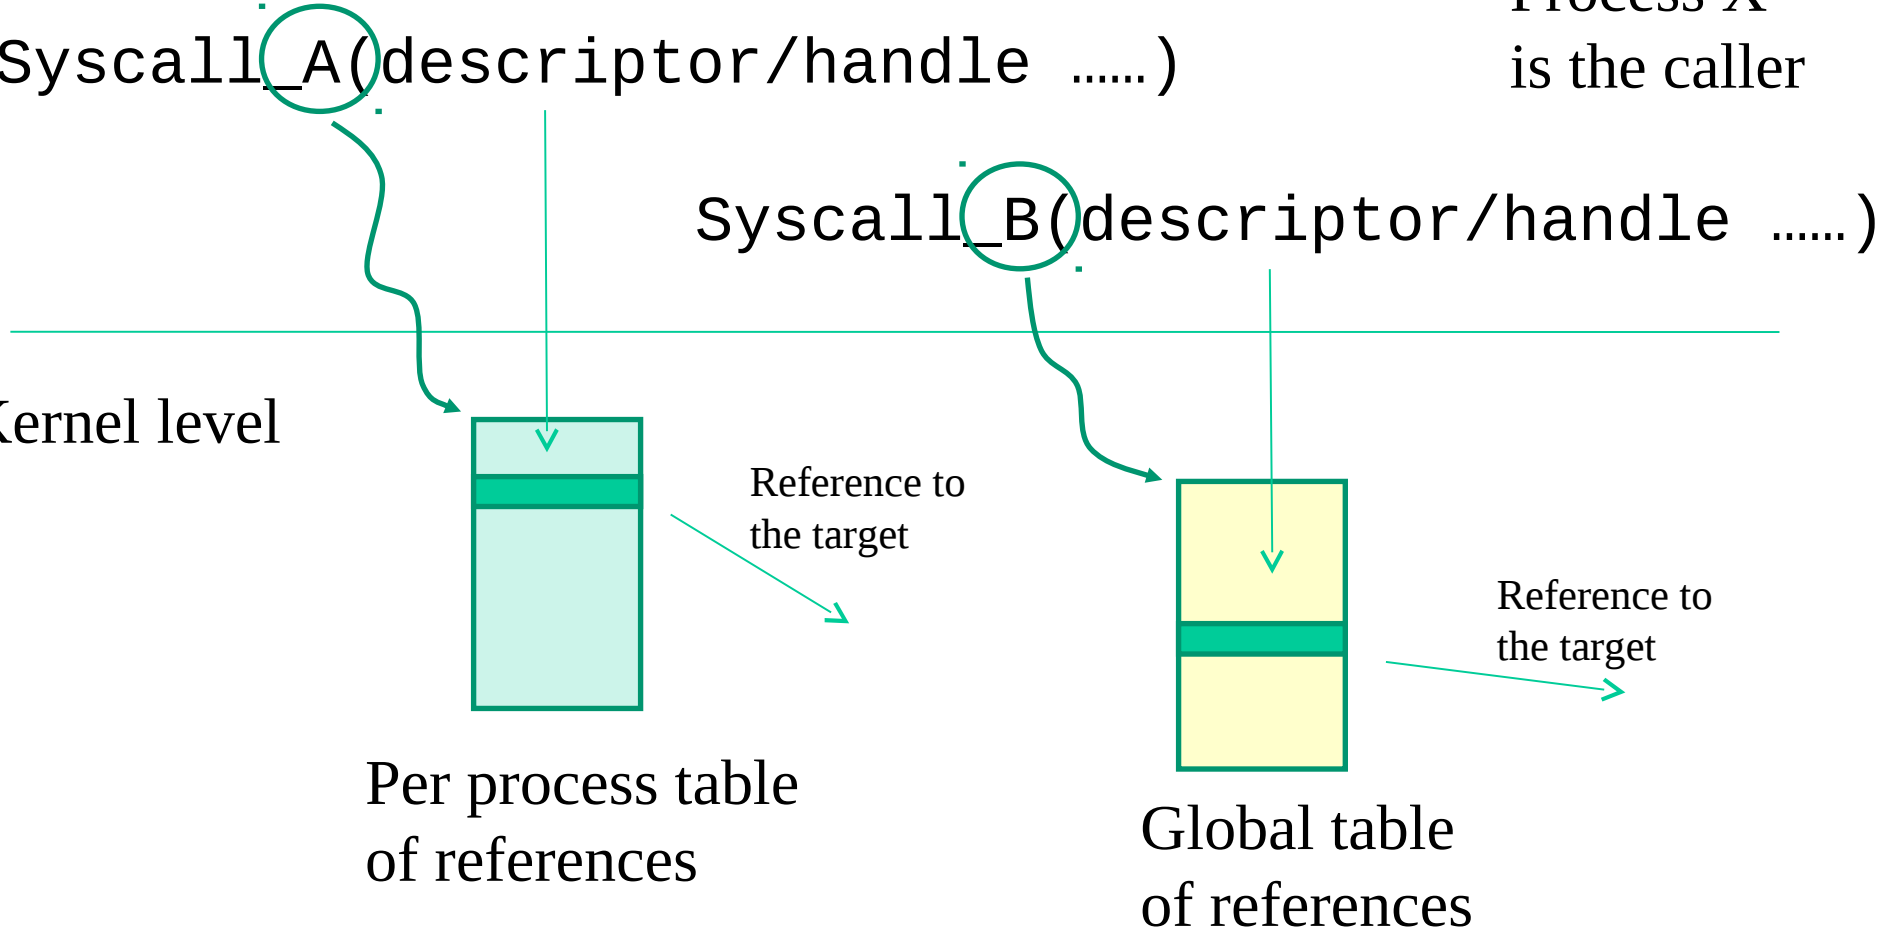 Process X
is the caller
Syscall_A(descriptor/handle ……)
Syscall_B(descriptor/handle ……)
Kernel level
Reference to
the target
Reference to
the target
Per process table
of references
Global table
of references